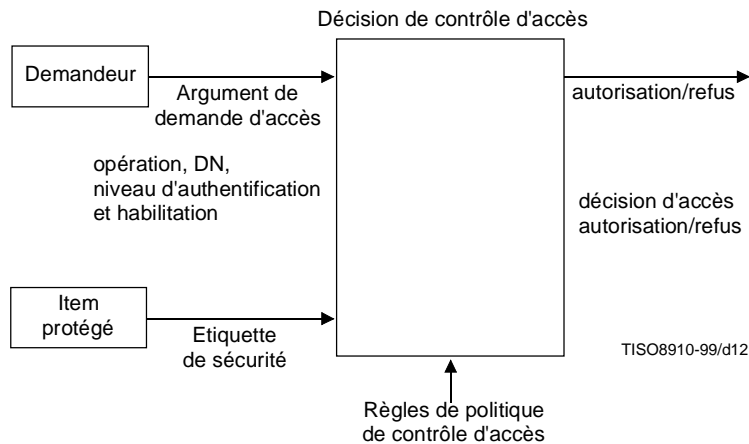 Décision de contrôle d'accès
Demandeur
Argument de
demande d'accès
autorisation/refus
opération, DN,
niveau d'authentification
et habilitation
décision d'accès
autorisation/refus
Item
protégé
Etiquette
de sécurité
TISO8910-99/d12
Règles de politique
de contrôle d'accès